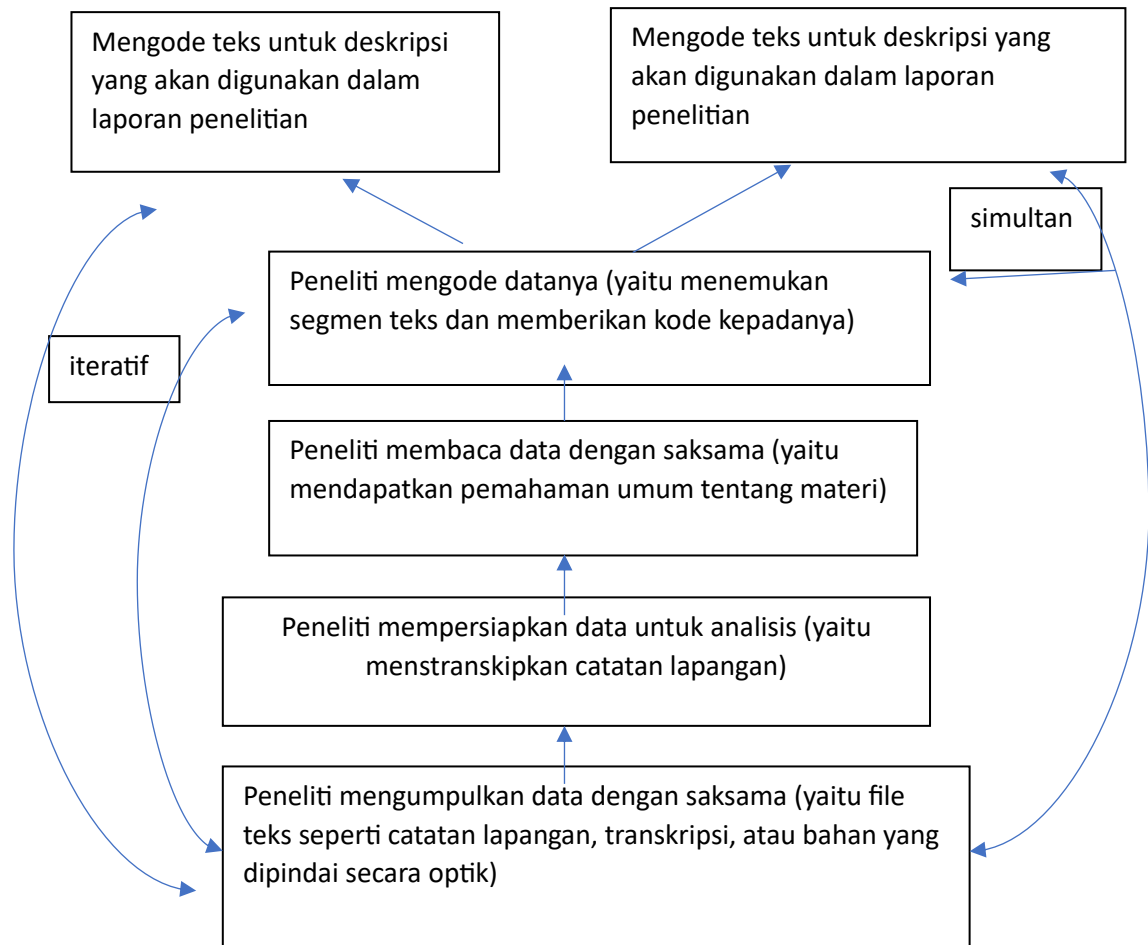 Mengode teks untuk deskripsi
yang akan digunakan dalam
laporan penelitian
Mengode teks untuk deskripsi yang
akan digunakan dalam laporan
penelitian
simultan
Peneliti mengode datanya (yaitu menemukan
segmen teks dan memberikan kode kepadanya)
iteratif
Peneliti membaca data dengan saksama (yaitu
mendapatkan pemahaman umum tentang materi)
Peneliti mempersiapkan data untuk analisis (yaitu
menstranskipkan catatan lapangan)
Peneliti mengumpulkan data dengan saksama (yaitu file
teks seperti catatan lapangan, transkripsi, atau bahan yang
dipindai secara optik)